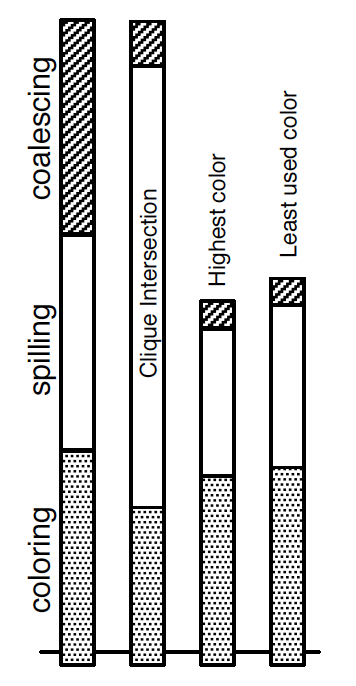 coalescing
spilling
coloring
Clique Intersection
Highest color
Least used color